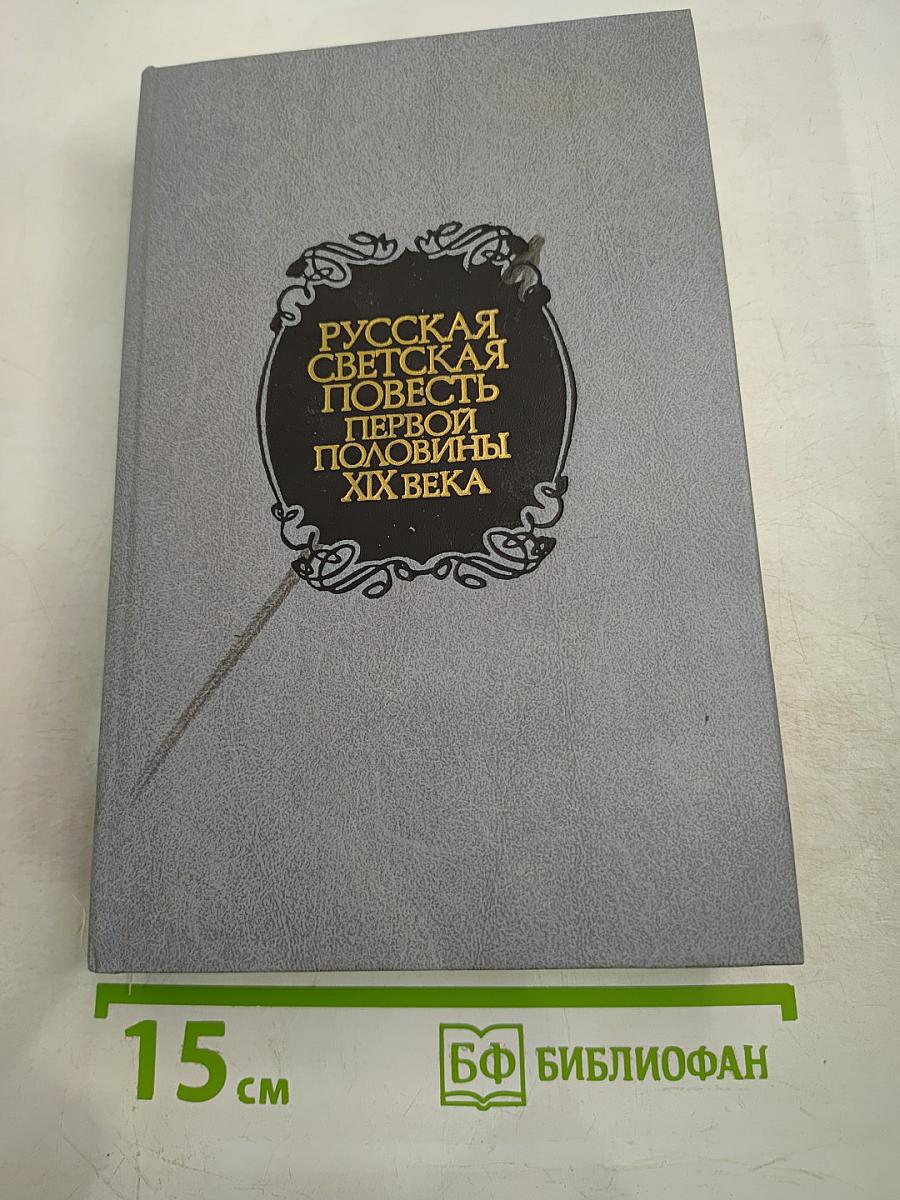 РУССКАЯ
СВЕТСКАЯ
ПОВЕСТЬ
ПЕРВОЙ
ПОЛОВИНЫ
XIX ВЕКА
15 см
БФ БИБЛИОФАН